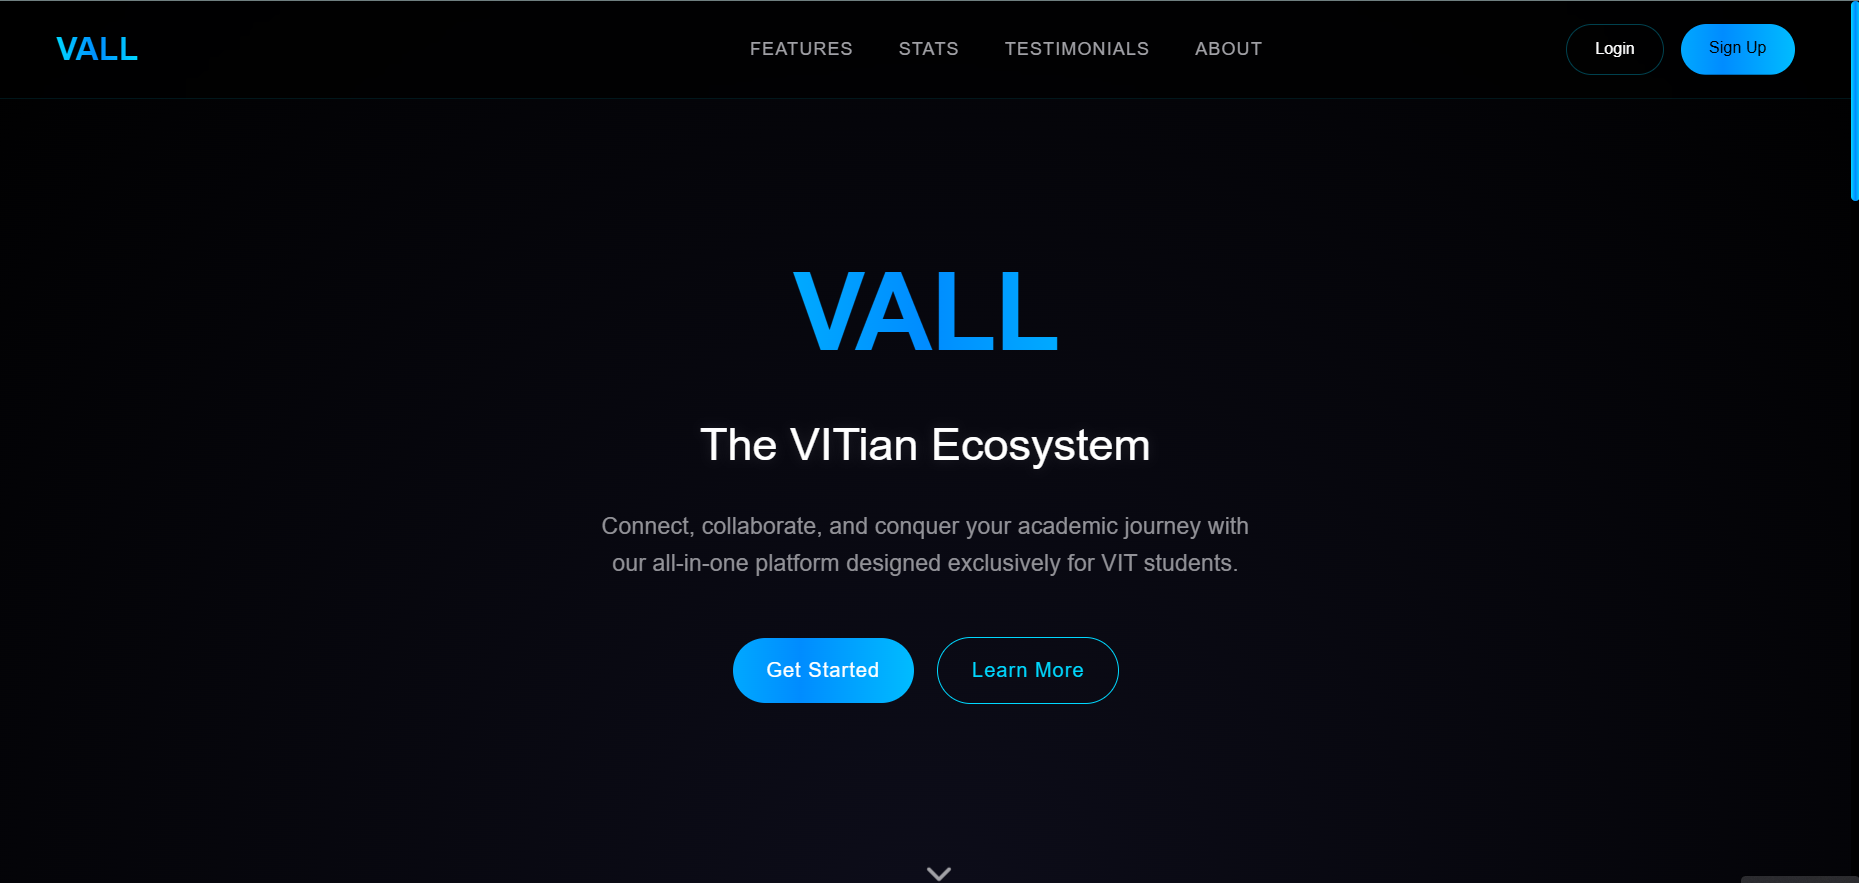 VALL
FEATURES STATS TESTIMONIALS ABOUT
Login Sign Up
VALL
The VITian Ecosystem
Connect, collaborate, and conquer your academic journey with
our all-in-one platform designed exclusively for VIT students.
Get Started Learn More